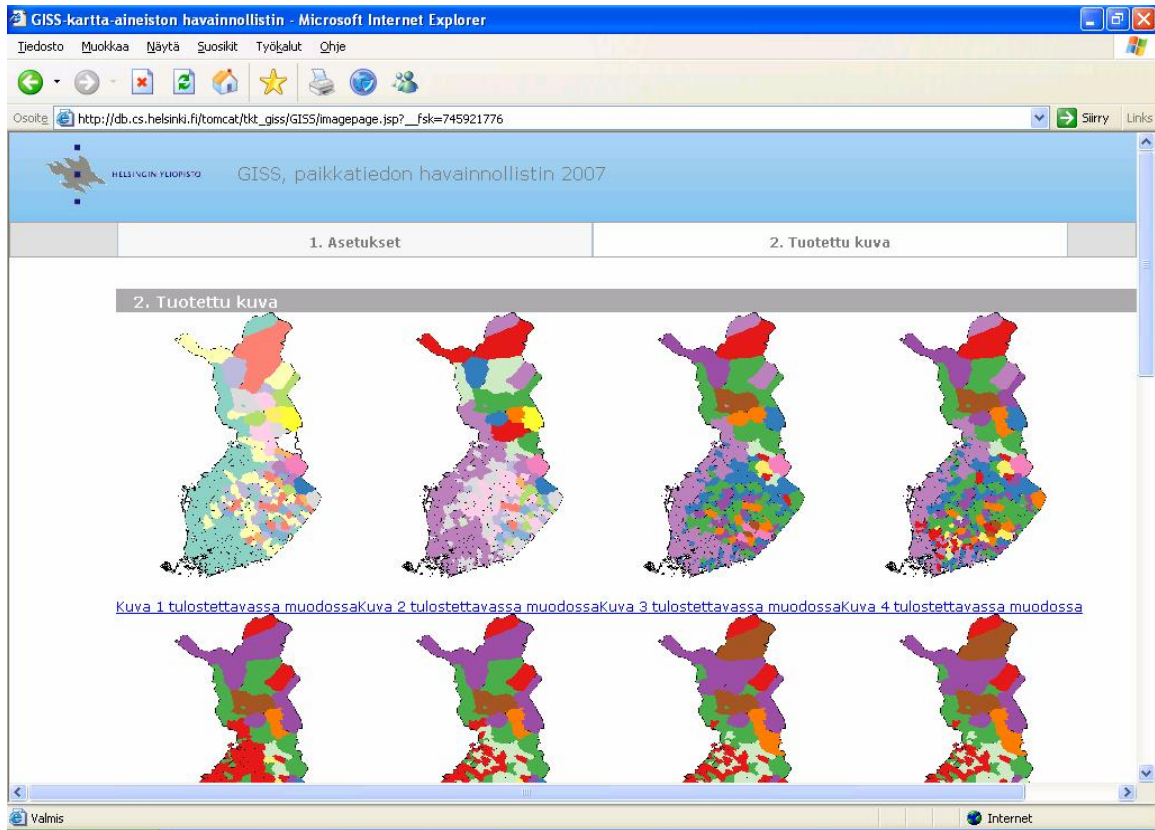 GISS-kartta-aineiston havainnollistin - Microsoft Internet Explorer
Tiedosto Muokkaa Näytä Suosikit Työkalut Ohje
Osoite http://db.cs.helsinki.fi/tomcat/tkt_giss/GISS/imagepage.jsp?__fsk=745921776 Siirry Links
HELSINGIN YLIOPISTO GISS, paikkatiedon havainnollistin 2007
1. Asetukset 2. Tuotettu kuva
2. Tuotettu kuva
Kuva 1 tulostettavassa muodossaKuva 2 tulostettavassa muodossaKuva 3 tulostettavassa muodossaKuva 4 tulostettavassa muodossa
Valmis Internet